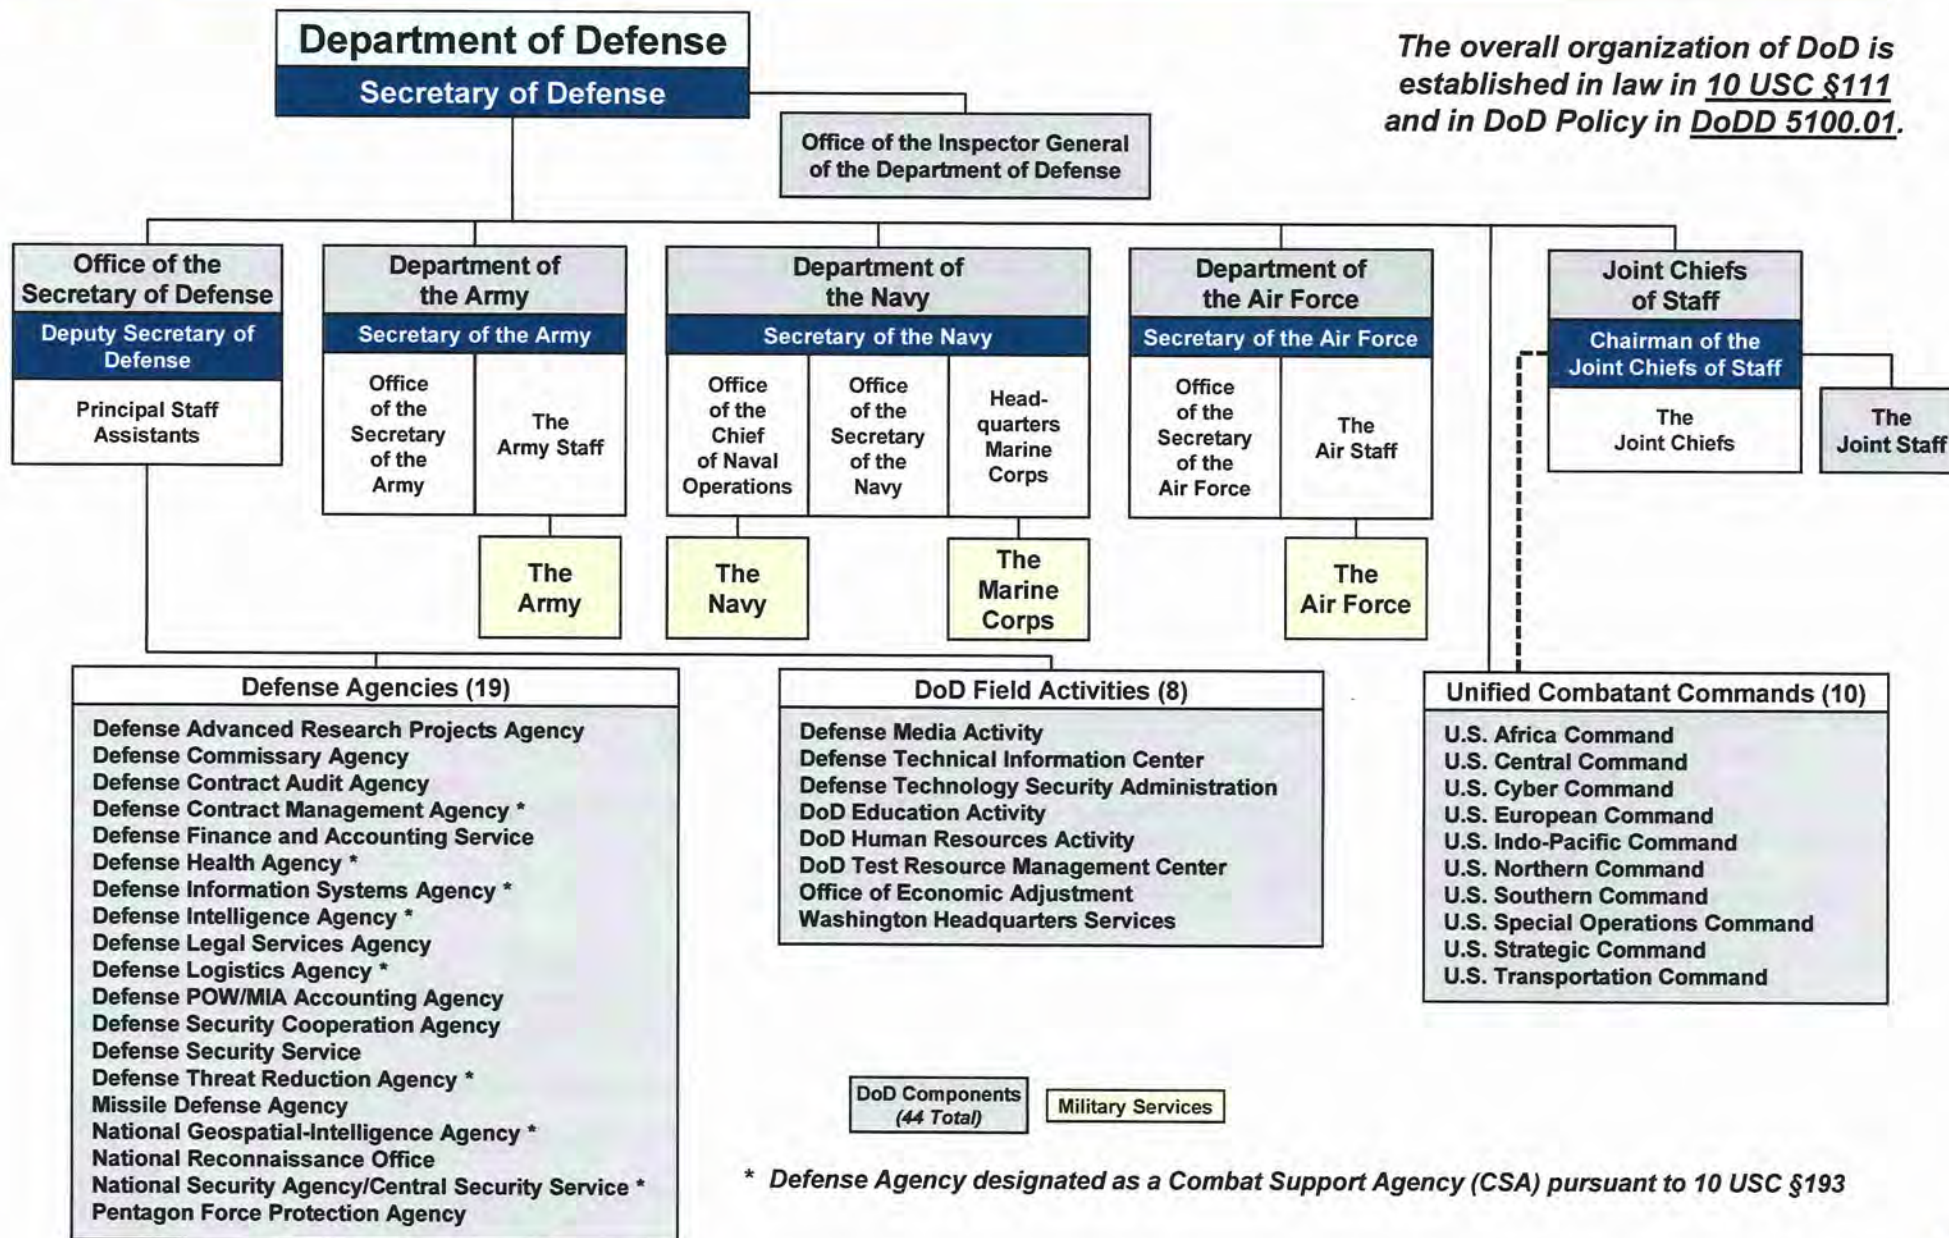 Department of Defense
Secretary of Defense
The overall organization of DoD is
established in law in 10 USC §111
and in DoD Policy in DoDD 5100.01.
Office of the Inspector General
of the Department of Defense
Office of the
Secretary of Defense
Deputy Secretary of
Defense
Principal Staff
Assistants
Department of
the Army
Secretary of the Army
Office
of the
Secretary
of the
Army
The
Army Staff
The
Army
Department of
the Navy
Secretary of the Navy
Office
of the
Chief
of Naval
Operations
Office
of the
Secretary
of the
Navy
Head-
quarters
Marine
Corps
The
Navy
The
Marine
Corps
Department of
the Air Force
Secretary of the Air Force
Office
of the
Secretary
of the
Air Force
The
Air Staff
The
Air Force
Joint Chiefs
of Staff
Chairman of the
Joint Chiefs of Staff
The
Joint Chiefs
The
Joint Staff
Defense Agencies (19)
Defense Advanced Research Projects Agency
Defense Commissary Agency
Defense Contract Audit Agency
Defense Contract Management Agency *
Defense Finance and Accounting Service
Defense Health Agency *
Defense Information Systems Agency *
Defense Intelligence Agency *
Defense Legal Services Agency
Defense Logistics Agency *
Defense POW/MIA Accounting Agency
Defense Security Cooperation Agency
Defense Security Service
Defense Threat Reduction Agency *
Missile Defense Agency
National Geospatial-Intelligence Agency *
National Reconnaissance Office
National Security Agency/Central Security Service *
Pentagon Force Protection Agency
DoD Field Activities (8)
Defense Media Activity
Defense Technical Information Center
Defense Technology Security Administration
DoD Education Activity
DoD Human Resources Activity
DoD Test Resource Management Center
Office of Economic Adjustment
Washington Headquarters Services
Unified Combatant Commands (10)
U.S. Africa Command
U.S. Central Command
U.S. Cyber Command
U.S. European Command
U.S. Indo-Pacific Command
U.S. Northern Command
U.S. Southern Command
U.S. Special Operations Command
U.S. Strategic Command
U.S. Transportation Command
DoD Components
(44 Total)
Military Services
* Defense Agency designated as a Combat Support Agency (CSA) pursuant to 10 USC §193